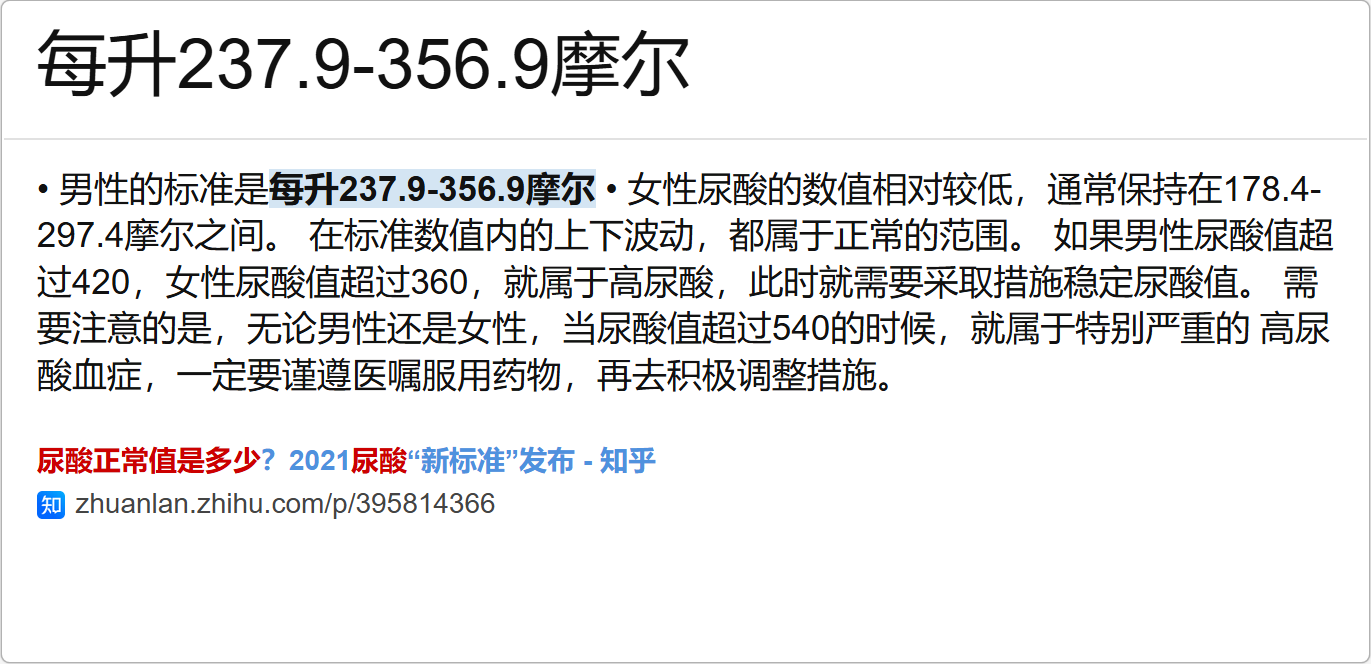 每升237.9-356.9摩尔
• 男性的标准是每升237.9-356.9摩尔 • 女性尿酸的数值相对较低，通常保持在178.4-
297.4摩尔之间。 在标准数值内的上下波动，都属于正常的范围。 如果男性尿酸值超
过420，女性尿酸值超过360，就属于高尿酸，此时就需要采取措施稳定尿酸值。 需
要注意的是，无论男性还是女性，当尿酸值超过540的时候，就属于特别严重的 高尿
酸血症，一定要谨遵医嘱服用药物，再去积极调整措施。
尿酸正常值是多少？2021尿酸“新标准”发布 - 知乎
知 zhuanlan.zhihu.com/p/395814366